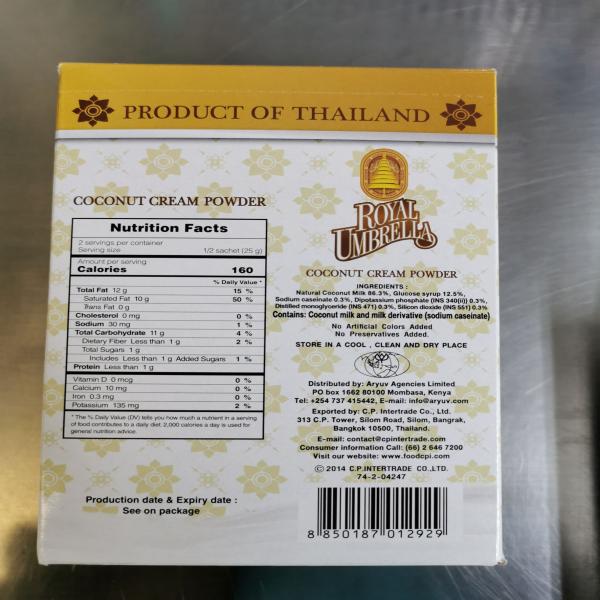 PRODUCT OF THAILAND
COCONUT CREAM POWDER
Nutrition Facts
2 servings per container
Serving size 1/2 sachet (25 g)
Amount per serving
Calories 160
% Daily Value *
Total Fat 12 g 15 %
Saturated Fat 10 g 50 %
Trans Fat 0 g
Cholesterol 0 mg 0 %
Sodium 30 mg 1 %
Total Carbohydrate 11 g 4 %
Dietary Fiber Less than 1 g 2 %
Total Sugars 1 g
Includes Less than 1 g Added Sugars 1 %
Protein Less than 1 g
Vitamin D 0 mcg 0 %
Calcium 10 mg 0 %
Iron 0.3 mg 0 %
Potassium 135 mg 2 %
* The % Daily Value (DV) tells you how much a nutrient in a serving
of food contributes to a daily diet. 2,000 calories a day is used for
general nutrition advice.
Production date & Expiry date :
See on package
ROYAL
UMBRELLA
COCONUT CREAM POWDER
INGREDIENTS :
Natural Coconut Milk 86.3%, Glucose syrup 12.5%,
Sodium caseinate 0.3%, Dipotassium phosphate (INS 340(ii)) 0.3%,
Distilled monoglyceride (INS 471) 0.3%, Silicon dioxide (INS 551) 0.3%
Contains: Coconut milk and milk derivative (sodium caseinate)
No Artificial Colors Added
No Preservatives Added.
STORE IN A COOL , CLEAN AND DRY PLACE
Distributed by: Aryuv Agencies Limited
PO box 1662 80100 Mombasa, Kenya
Tel: +254 737 415442, E-mail: info@aryuv.com
Exported by: C.P. Intertrade Co., Ltd.
313 C.P. Tower, Silom Road, Silom, Bangrak,
Bangkok 10500, Thailand.
E-mail: contact@cpintertrade.com
Consumer information Call: (66) 2 646 7200
Visit our website: www.foodcpi.com
© 2014 C.P.INTERTRADE CO.,LTD.
74-2-04247
8 850187 012929